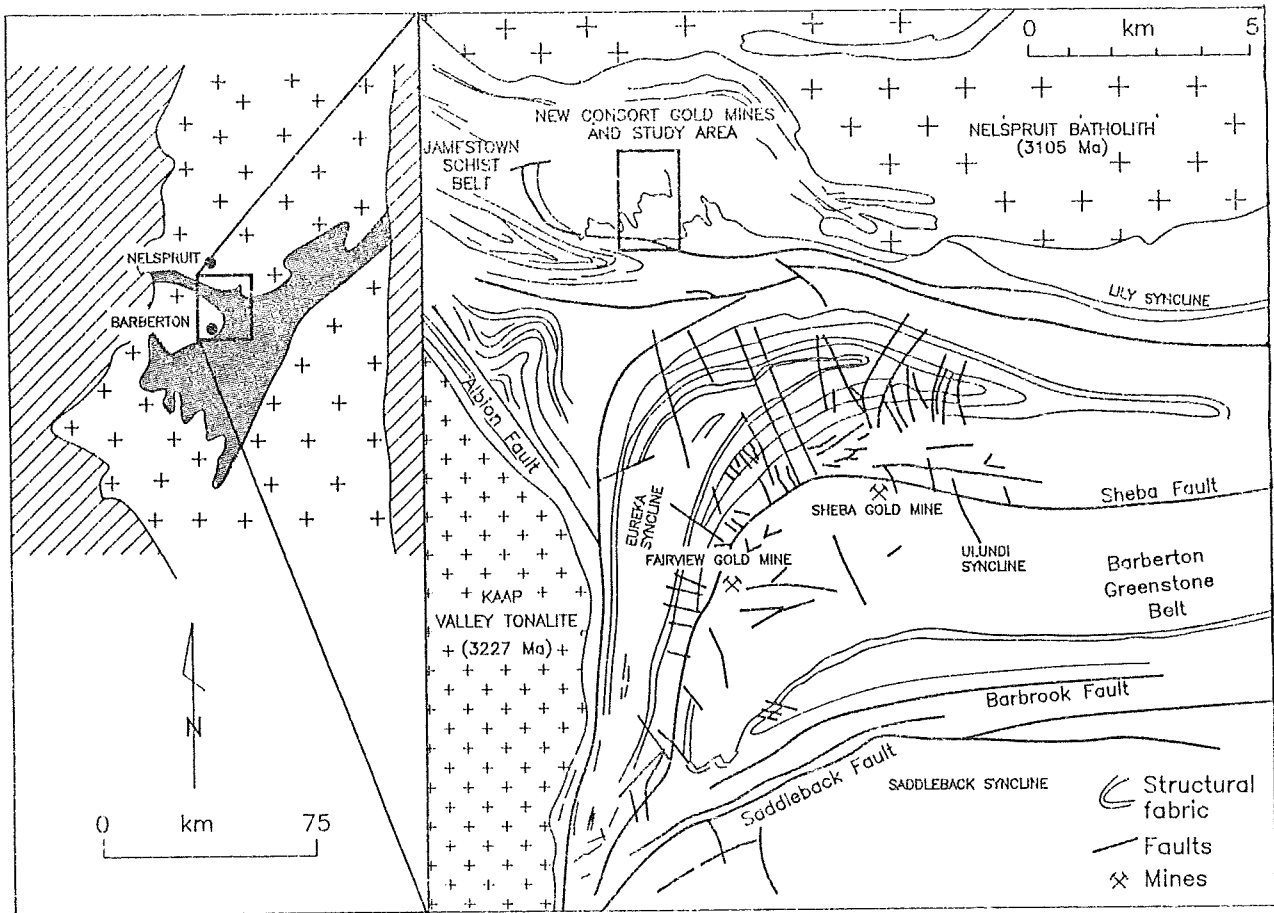 NELSPRUIT
BARBERTON
N
0 km 75
0 km 5
NEW CONSORT GOLD MINES
AND STUDY AREA
NELSPRUIT BATHOLITH
(3105 Ma)
JAMESTOWN
SCHIST
BELT
LILY SYNCLINE
Albion Fault
EUREKA
SYNCLINE
SHEBA GOLD MINE
Sheba Fault
FAIRVIEW GOLD MINE
ULUNDI
SYNCLINE
Barberton
Greenstone
Belt
KAAP
VALLEY TONALITE
(3227 Ma)
Barbrook Fault
Saddleback Fault
SADDLEBACK SYNCLINE
Structural
fabric
Faults
Mines